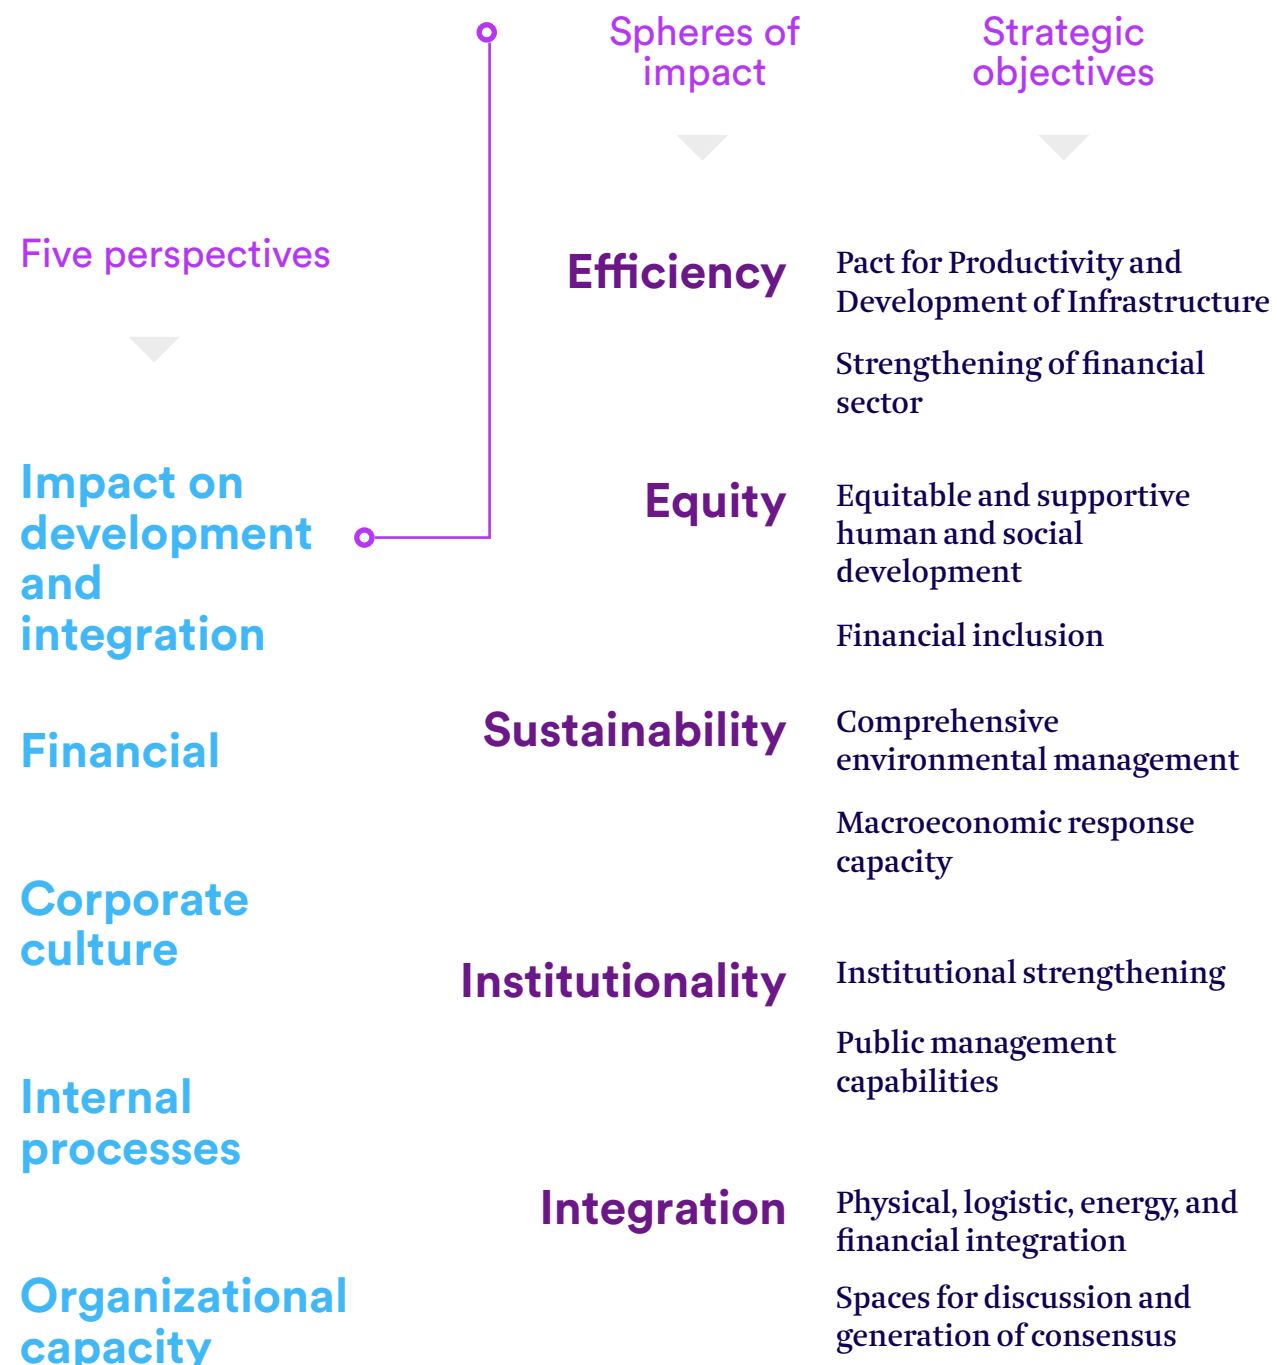 Five perspectives
Impact on
development
and
integration
Financial
Corporate
culture
Internal
processes
Organizational
capacity
Spheres of
impact
Strategic
objectives
Efficiency
Pact for Productivity and
Development of Infrastructure
Strengthening of financial
sector
Equity
Equitable and supportive
human and social
development
Financial inclusion
Sustainability
Comprehensive
environmental management
Macroeconomic response
capacity
Institutionality
Institutional strengthening
Public management
capabilities
Integration
Physical, logistic, energy, and
financial integration
Spaces for discussion and
generation of consensus